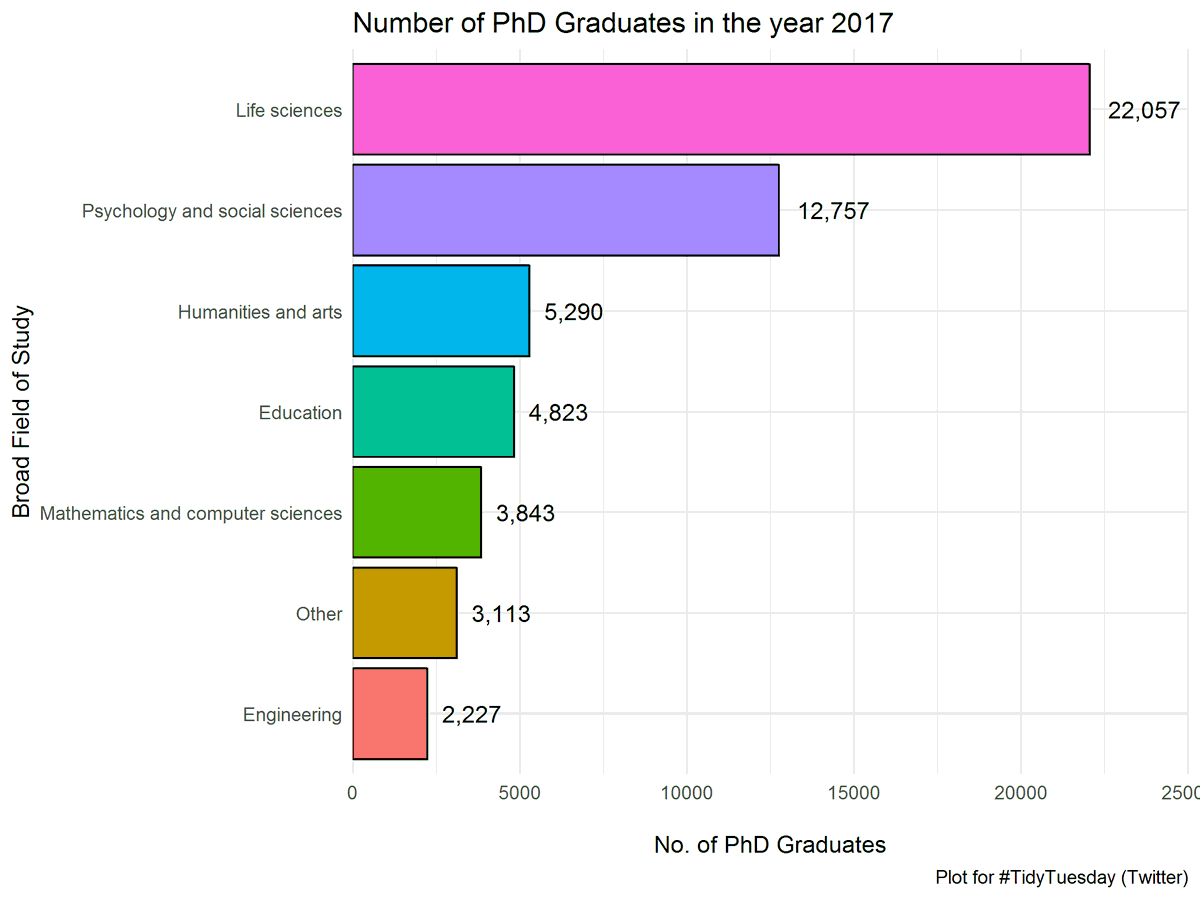 Number of PhD Graduates in the year 2017
Broad Field of Study
Life sciences 22,057
Psychology and social sciences 12,757
Humanities and arts 5,290
Education 4,823
Mathematics and computer sciences 3,843
Other 3,113
Engineering 2,227
0 5000 10000 15000 20000 2500
No. of PhD Graduates
Plot for #TidyTuesday (Twitter)